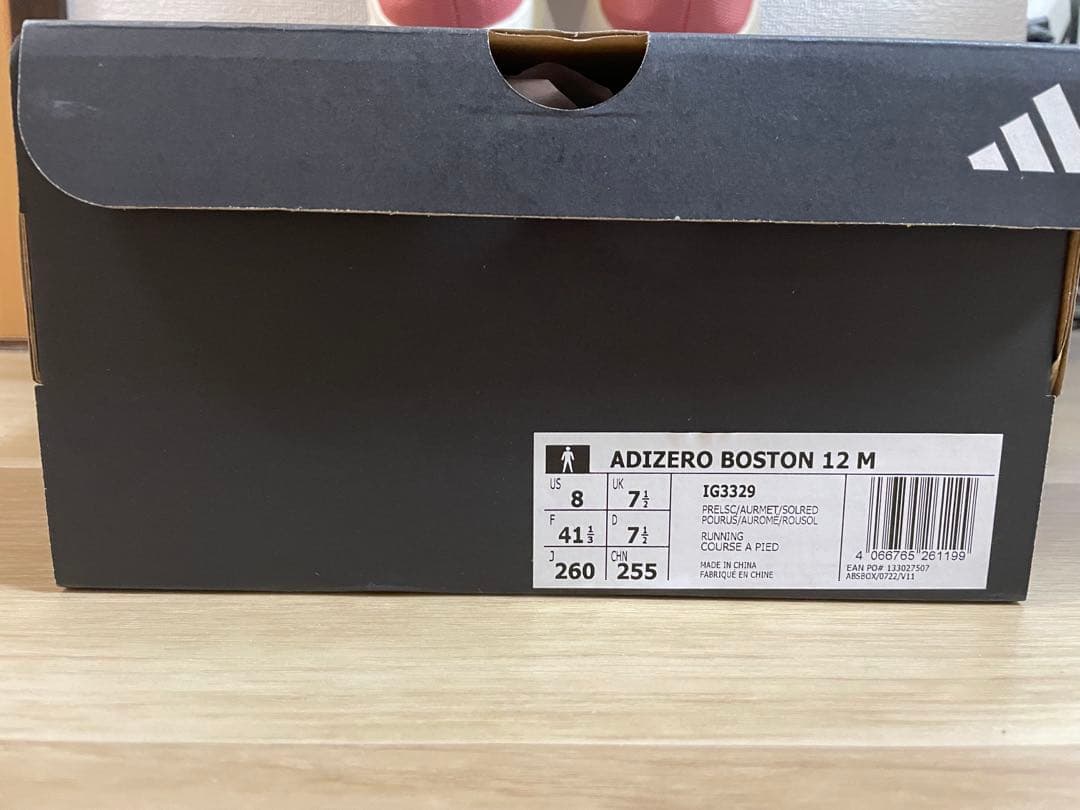 ADIZERO BOSTON 12 M
US 8 UK 7½
F 41⅓ D 7½
J 260 CHN 255
IG3329
PRELSC/AURMET/SOLRED
POURUS/AUROME/ROUSOL
RUNNING
COURSE A PIED
MADE IN CHINA
FABRIQUÉ EN CHINE
4 066765 261199
EAN PO# 133027507
ABSBOX/0722/V11